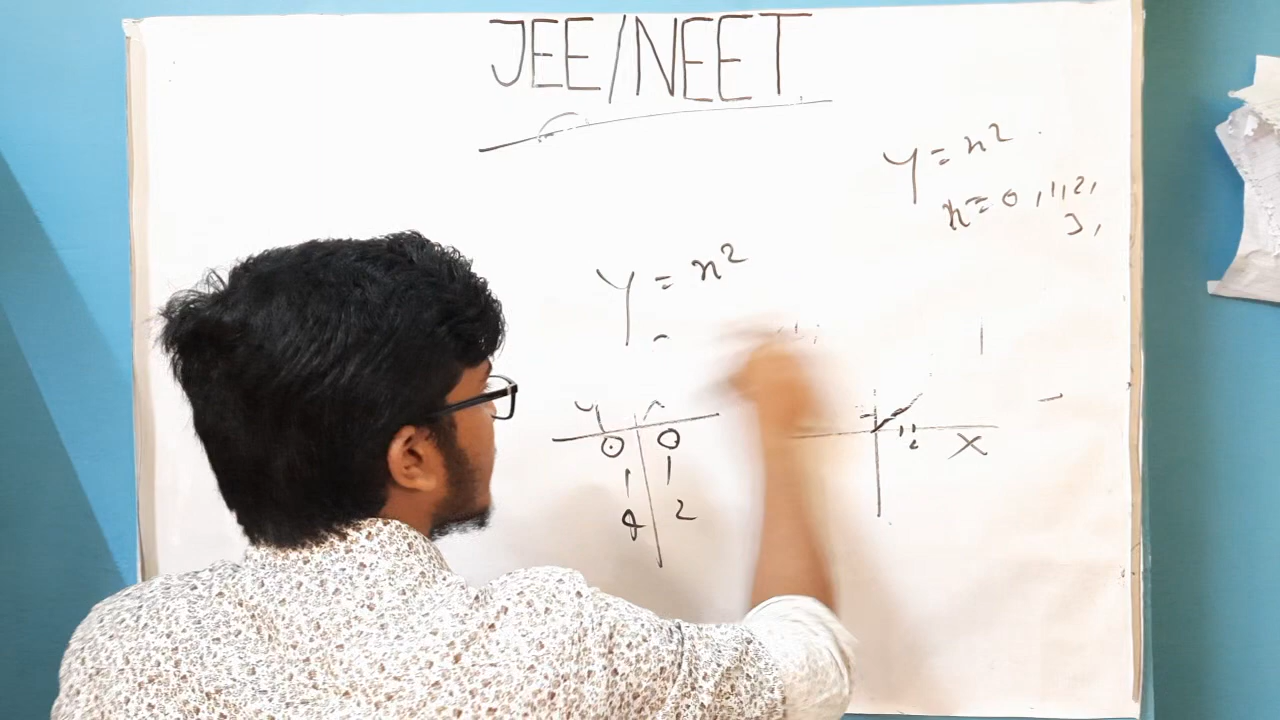 JEE/NEET
y = x²
x = 0, 1, 2,
3,
y = x²
y
0 0
1 1
4 2
X